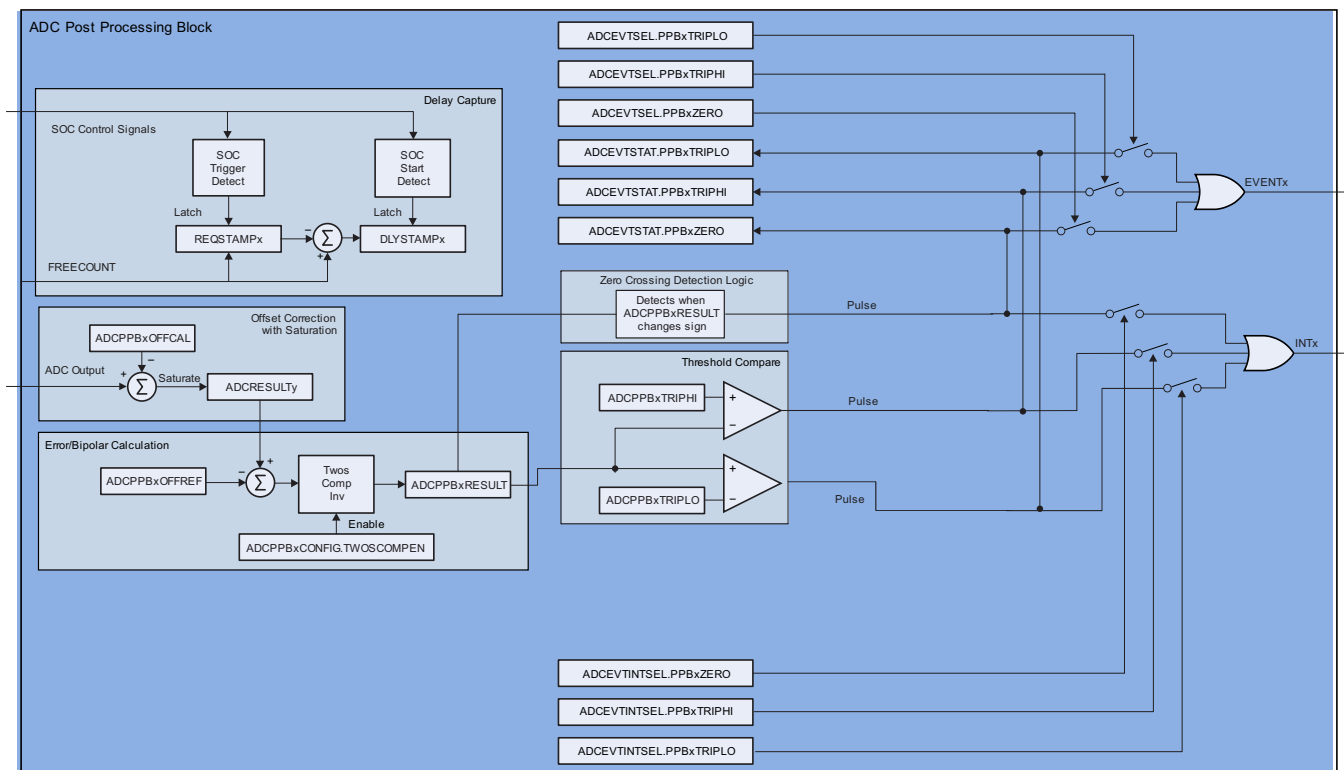 ADC Post Processing Block
ADCEVTSEL.PPBxTRIPLO
ADCEVTSEL.PPBxTRIPHI
ADCEVTSEL.PPBxZERO
ADCEVTSTAT.PPBxTRIPLO
ADCEVTSTAT.PPBxTRIPHI
ADCEVTSTAT.PPBxZERO
EVENTx
Delay Capture
SOC Control Signals
SOC
Trigger
Detect
SOC
Start
Detect
Latch
Latch
REQSTAMPx
−
Σ
+
DLYSTAMPx
FREECOUNT
Offset Correction
with Saturation
ADCPPBxOFFCAL
−
ADC Output
+
Σ
Saturate
ADCRESULTy
Zero Crossing Detection Logic
Detects when
ADCPPBxRESULT
changes sign
Pulse
INTx
Threshold Compare
ADCPPBxTRIPHI
+
−
Pulse
+
ADCPPBxTRIPLO
−
Pulse
Error/Bipolar Calculation
ADCPPBxOFFREF
−
+
Σ
Twos
Comp
Inv
ADCPPBxRESULT
Enable
ADCPPBxCONFIG.TWOSCOMPEN
ADCEVTINTSEL.PPBxZERO
ADCEVTINTSEL.PPBxTRIPHI
ADCEVTINTSEL.PPBxTRIPLO